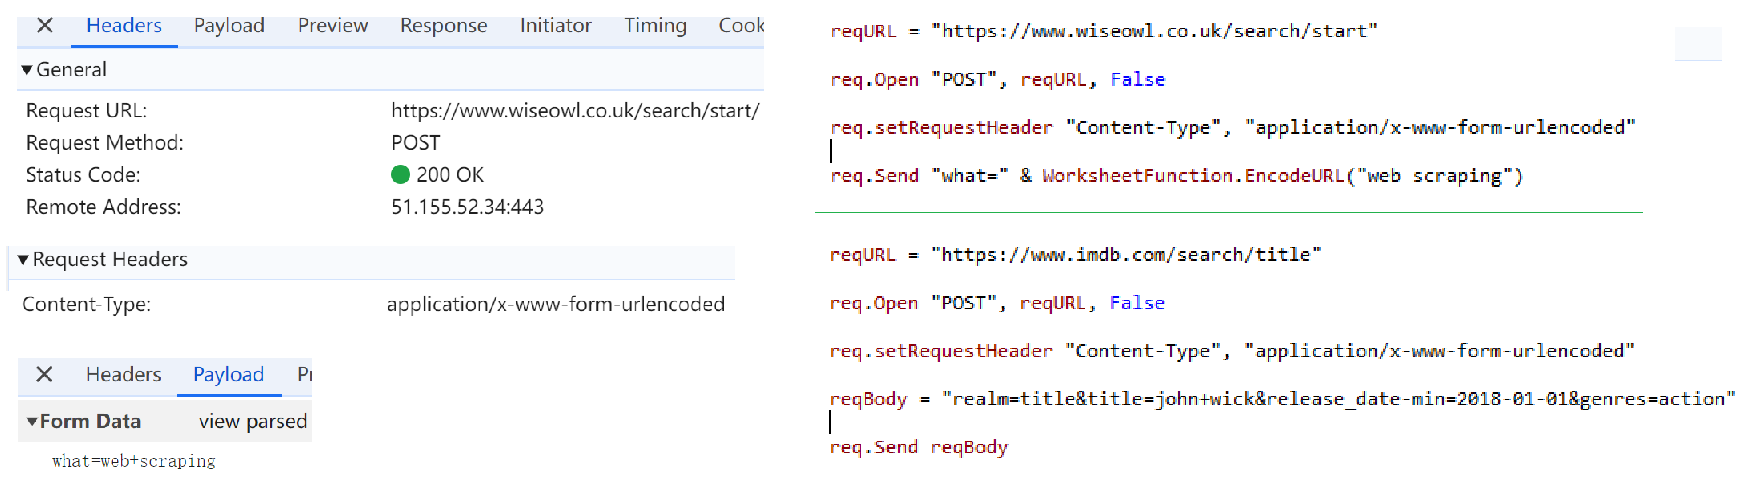 Headers Payload Preview Response Initiator Timing Cook
General
Request URL: https://www.wiseowl.co.uk/search/start/
Request Method: POST
Status Code: 200 OK
Remote Address: 51.155.52.34:443
Request Headers
Content-Type: application/x-www-form-urlencoded
Headers Payload Pr
Form Data view parsed
what=web+scraping
reqURL = "https://www.wiseowl.co.uk/search/start"
req.Open "POST", reqURL, False
req.setRequestHeader "Content-Type", "application/x-www-form-urlencoded"
req.Send "what=" & WorksheetFunction.EncodeURL("web scraping")
reqURL = "https://www.imdb.com/search/title"
req.Open "POST", reqURL, False
req.setRequestHeader "Content-Type", "application/x-www-form-urlencoded"
reqBody = "realm=title&title=john+wick&release_date-min=2018-01-01&genres=action"
req.Send reqBody